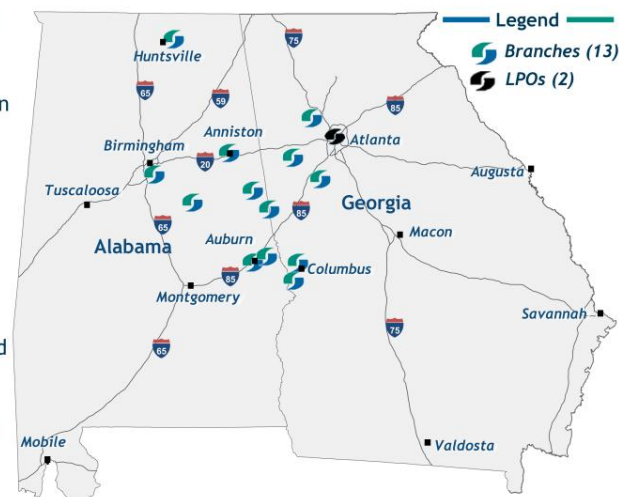 Legend
Branches (13)
LPOs (2)
Huntsville
75
65
59
85
n
Anniston
Birmingham
20
Atlanta
Augusta
Tuscaloosa
Georgia
85
65
Macon
Alabama
Auburn
85
Columbus
Montgomery
Savannah
75
65
d
Mobile
Valdosta